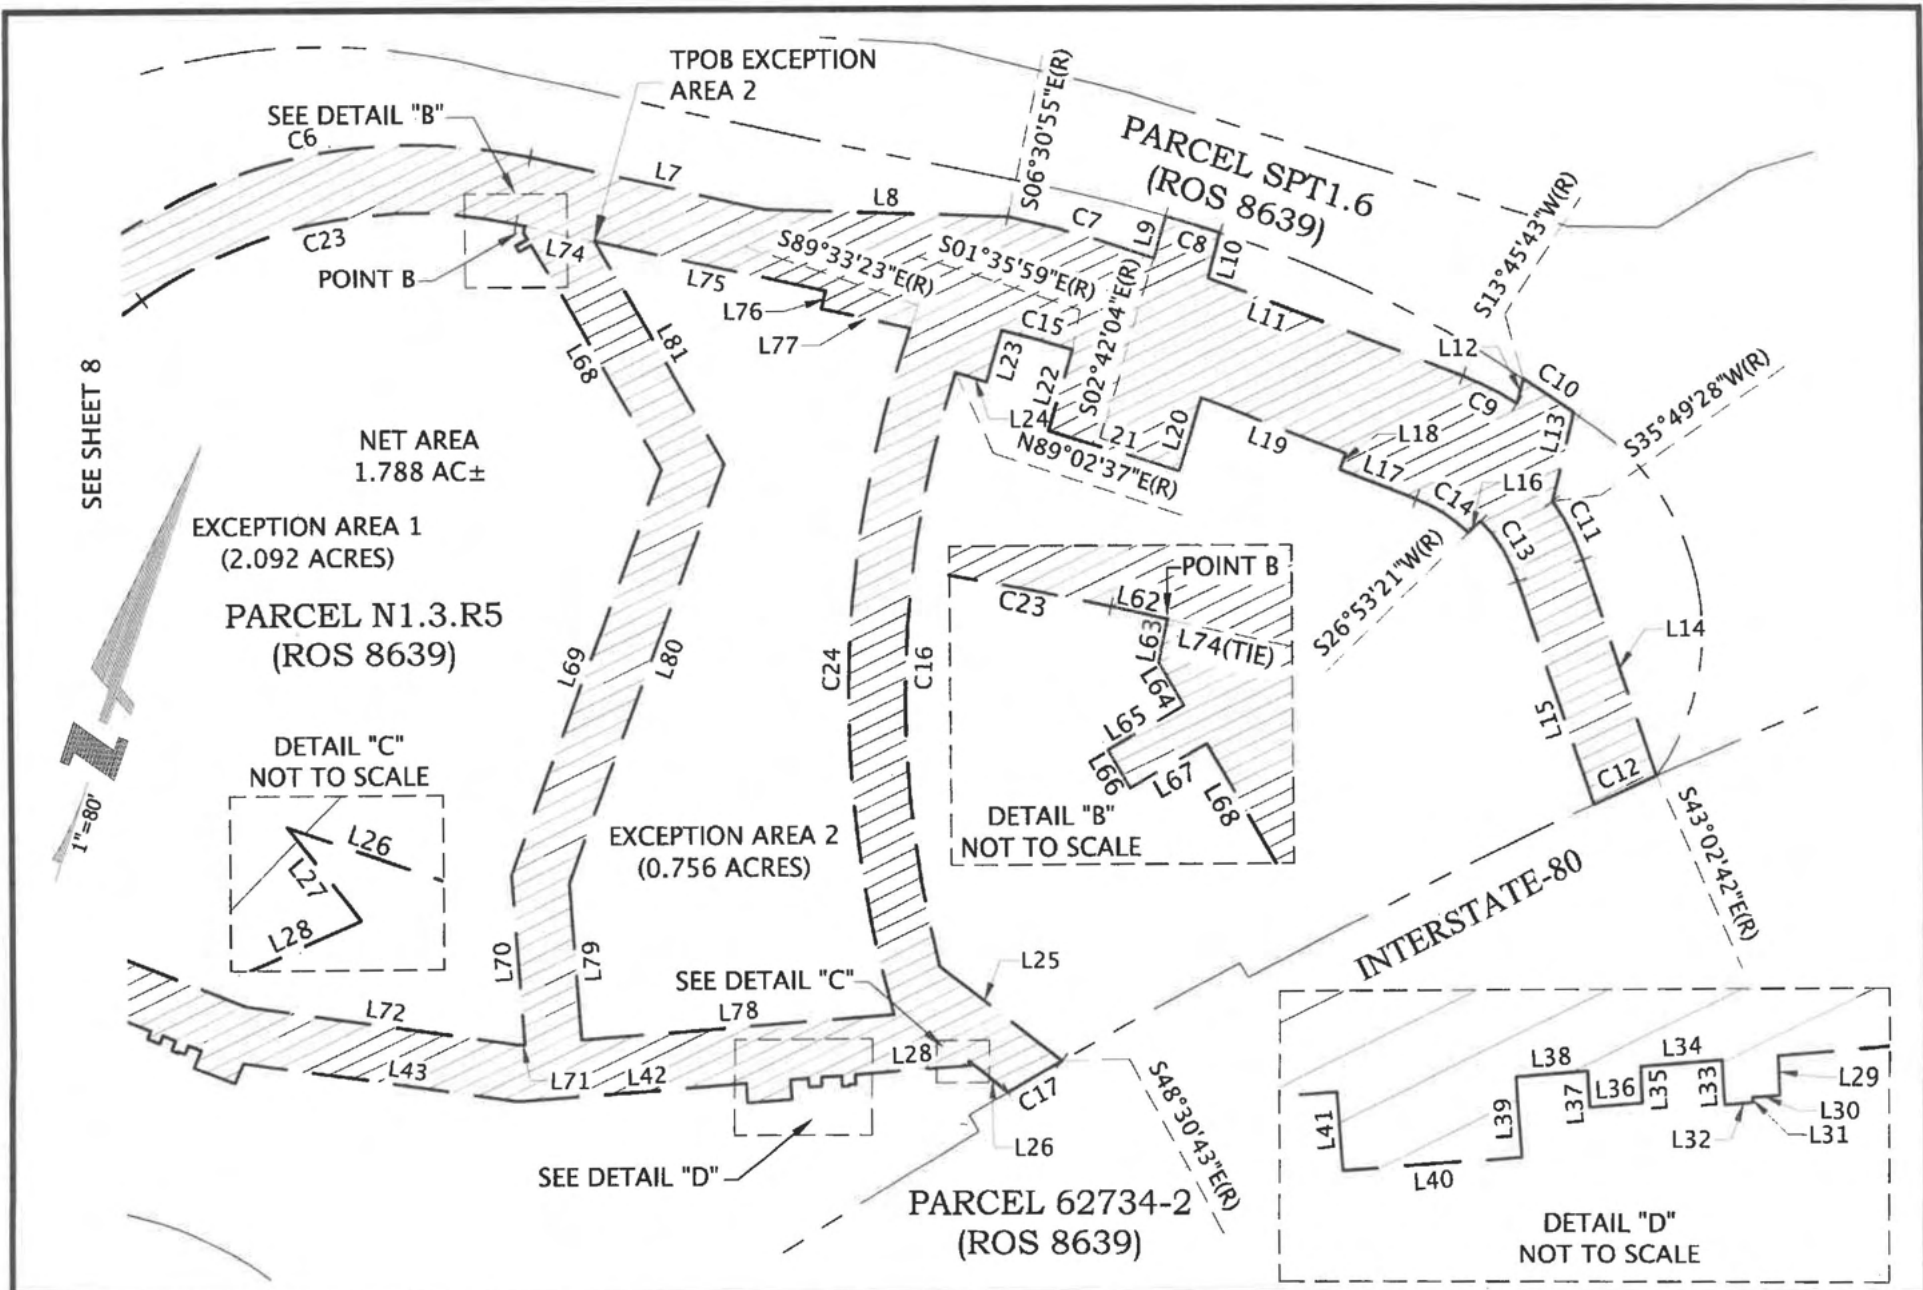 TPOB EXCEPTION
AREA 2
SEE DETAIL "B"
C6
L7
L8
S06°30'55"E(R)
PARCEL SPT1.6
(ROS 8639)
C7
L9
C8
L10
S13°45'43"W(R)
C23
L74
POINT B
L75
S89°33'23"E(R)
S01°35'59"E(R)
S02°42'04"E(R)
L76
L77
C15
L11
L12
C10
S35°49'28"W(R)
L68
L81
L23
L22
L24
L21
L20
L19
C9
L18
L13
L17
L16
C14
C11
C13
N89°02'37"E(R)
SEE SHEET 8
NET AREA
1.788 AC±
EXCEPTION AREA 1
(2.092 ACRES)
PARCEL N1.3.R5
(ROS 8639)
S26°53'21"W(R)
POINT B
C23
L62
L63
L74(TIE)
L64
L65
L66
L67
L68
DETAIL "B"
NOT TO SCALE
L69
L80
C24
C16
L14
L15
C12
S43°02'42"E(R)
N
1"=80'
DETAIL "C"
NOT TO SCALE
L26
L27
L28
EXCEPTION AREA 2
(0.756 ACRES)
INTERSTATE-80
L70
L79
SEE DETAIL "C"
L25
L72
L78
L43
L71
L42
L28
C17
L26
S48°30'43"E(R)
SEE DETAIL "D"
PARCEL 62734-2
(ROS 8639)
L38
L34
L37
L36
L35
L33
L29
L30
L31
L32
L41
L39
L40
DETAIL "D"
NOT TO SCALE